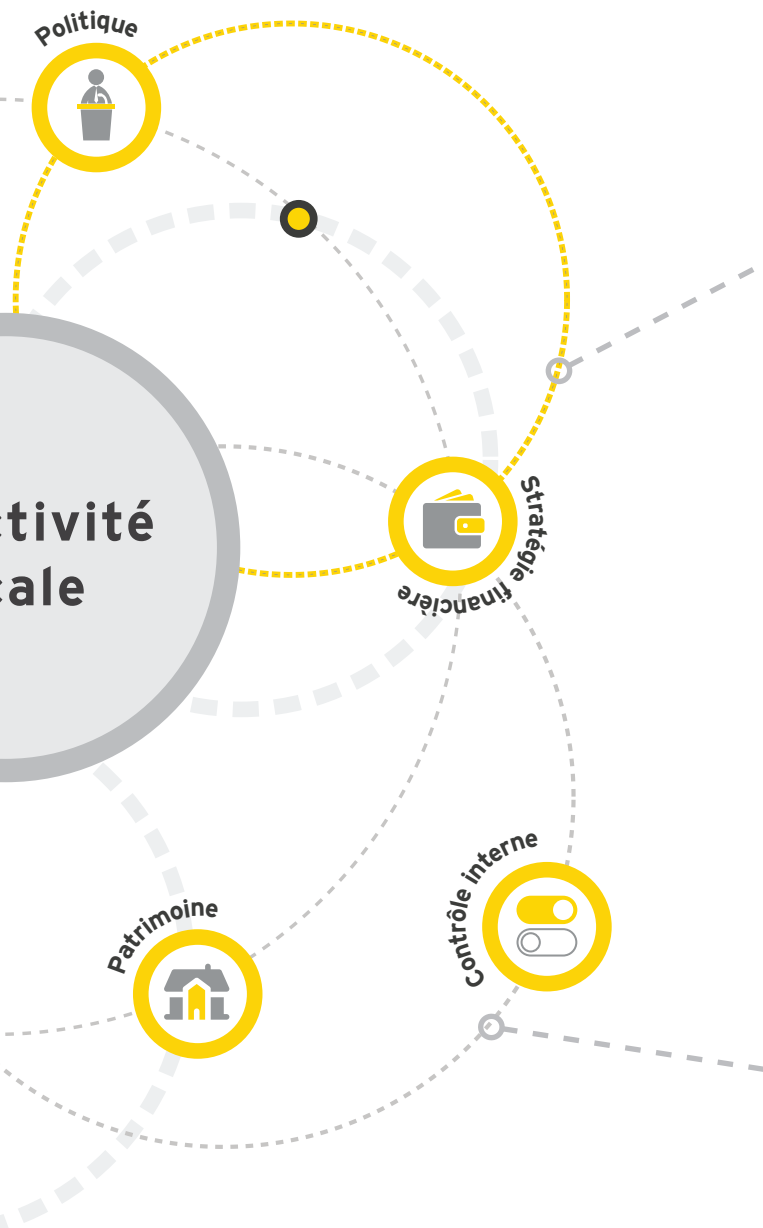 Politique
ctivité
cale
Stratégie financière
Contrôle interne
Patrimoine